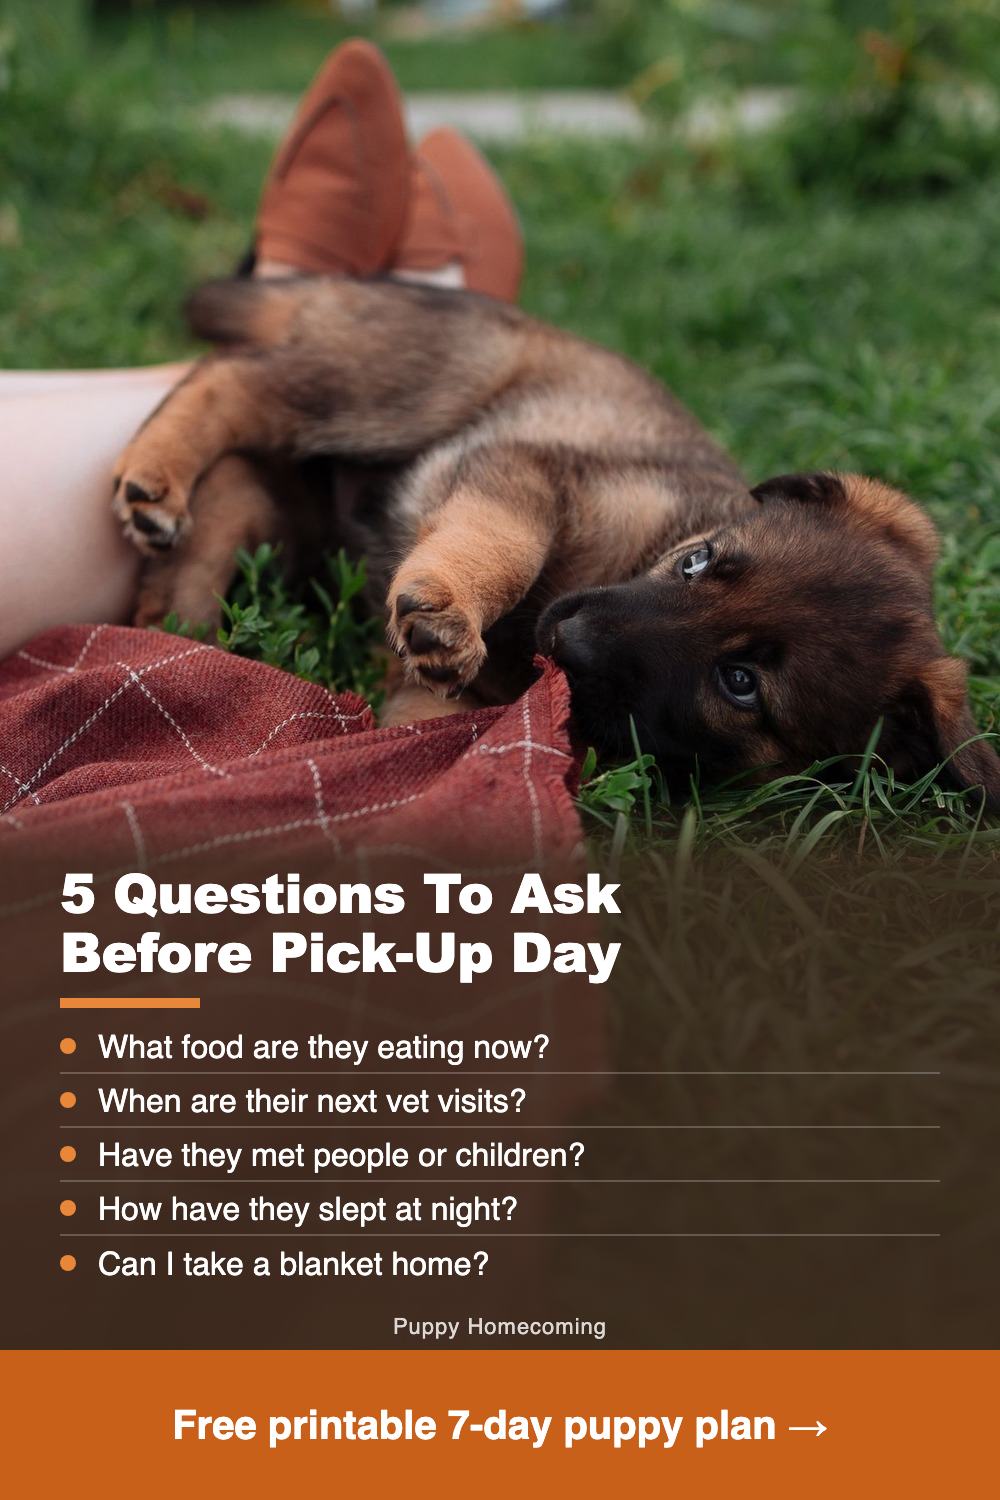 5 Questions To Ask
Before Pick-Up Day
What food are they eating now?
When are their next vet visits?
Have they met people or children?
How have they slept at night?
Can I take a blanket home?
Puppy Homecoming
Free printable 7-day puppy plan →